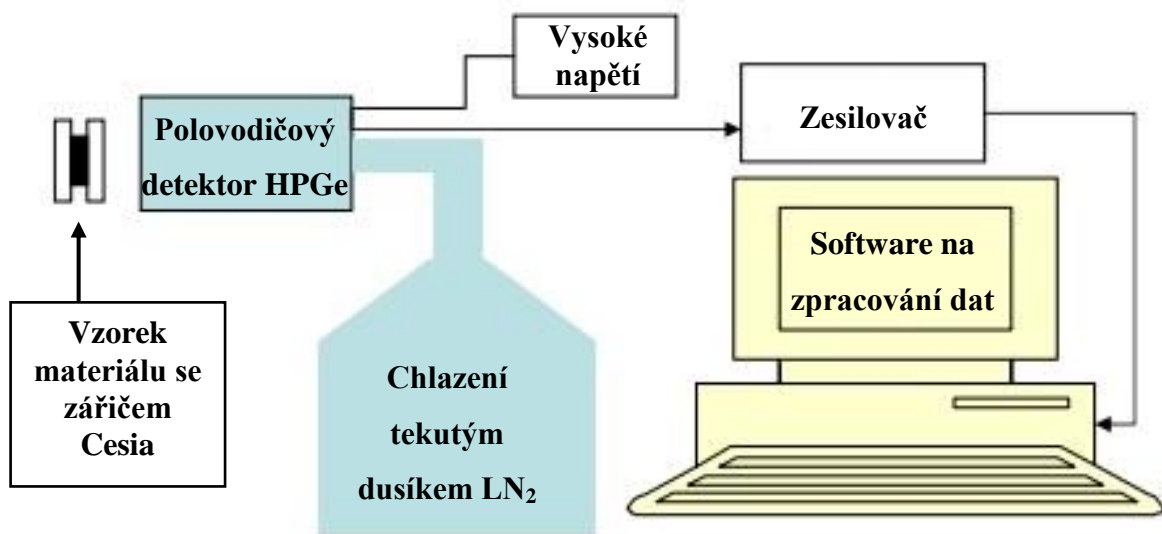 Vysoké
napětí
Polovodičový
detektor HPGe
Zesilovač
Software na
zpracování dat
Vzorek
materiálu se
zářičem
Cesia
Chlazení
tekutým
dusíkem LN₂